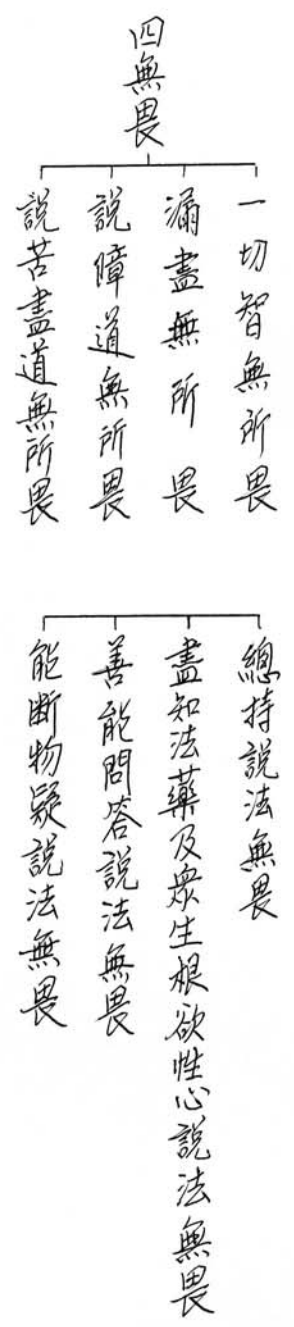 四無畏
一切智無所畏
漏盡無所畏
說障道無所畏
說苦盡道無所畏
總持說法無畏
盡知法藥及眾生根欲性心說法無畏
善能問答說法無畏
能斷物疑說法無畏